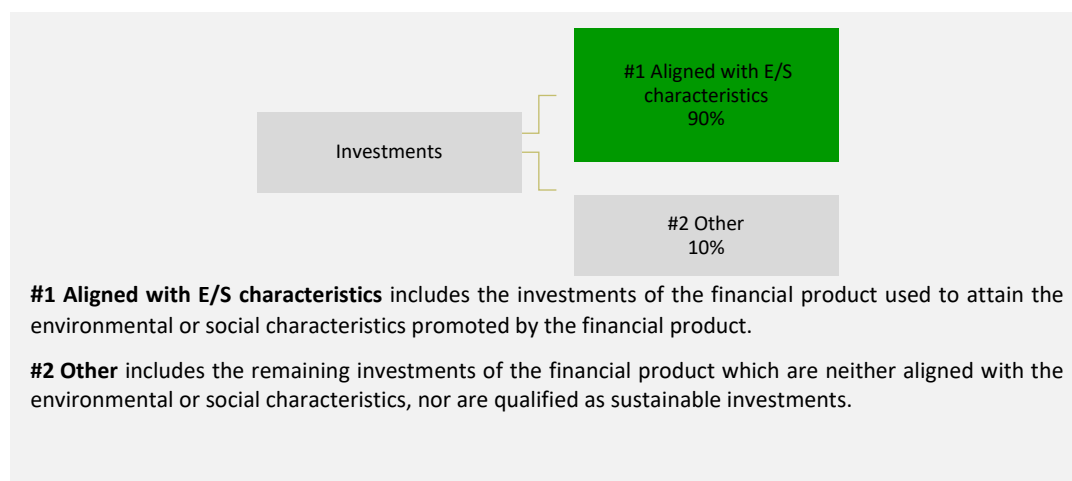 #1 Aligned with E/S
characteristics
90%
Investments
#2 Other
10%
#1 Aligned with E/S characteristics includes the investments of the financial product used to attain the
environmental or social characteristics promoted by the financial product.
#2 Other includes the remaining investments of the financial product which are neither aligned with the
environmental or social characteristics, nor are qualified as sustainable investments.